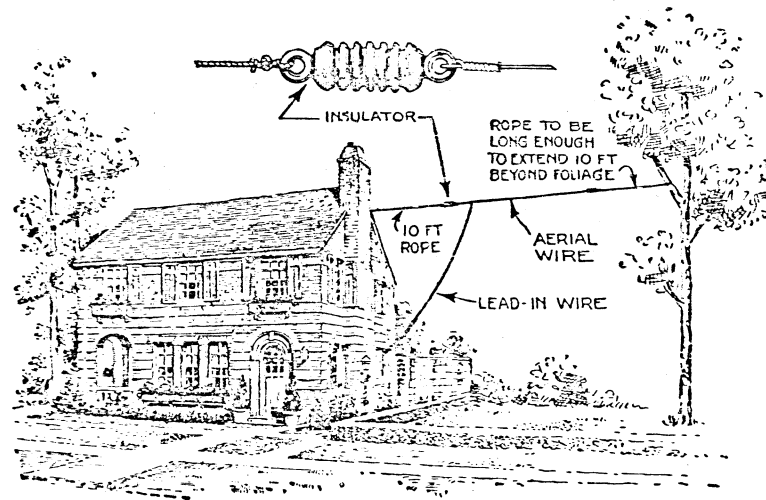 INSULATOR
ROPE TO BE
LONG ENOUGH
TO EXTEND 10 FT
BEYOND FOLIAGE
10 FT
ROPE
AERIAL
WIRE
LEAD-IN WIRE